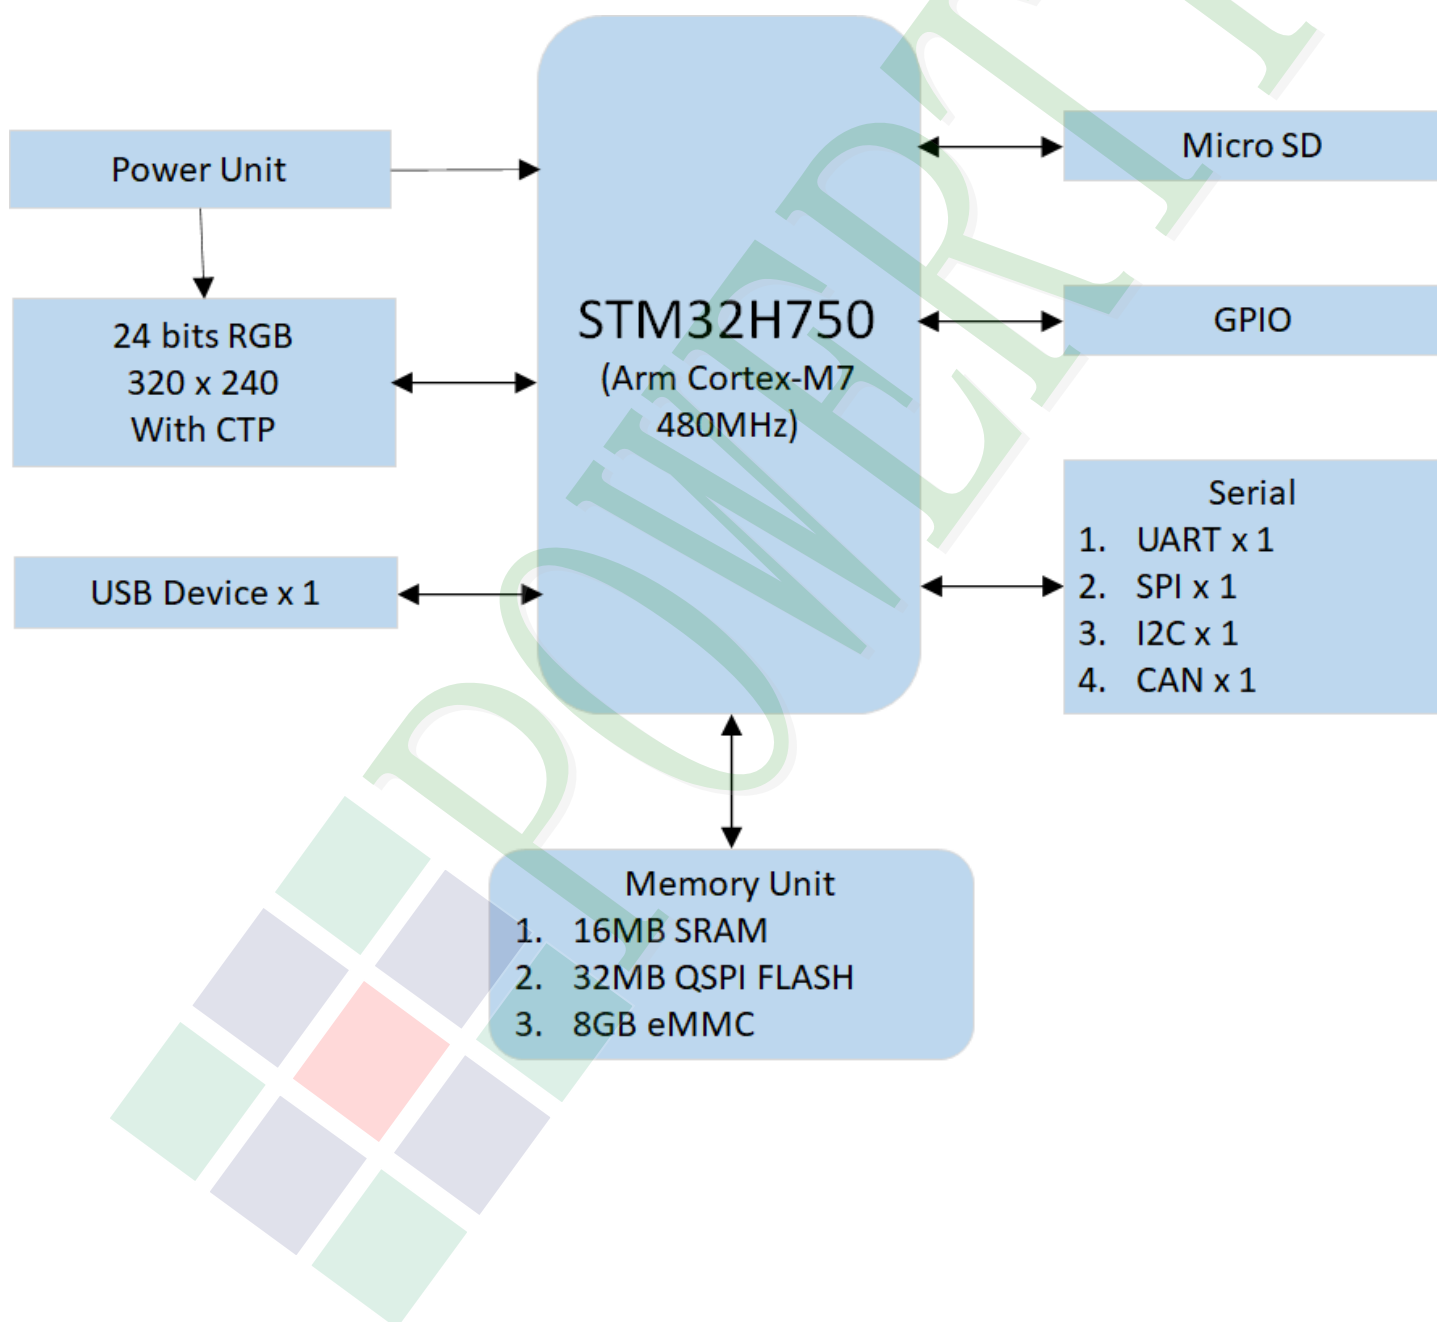 Power Unit
24 bits RGB
320 x 240
With CTP
USB Device x 1
STM32H750
(Arm Cortex-M7
480MHz)
Micro SD
GPIO
Serial
1. UART x 1
2. SPI x 1
3. I2C x 1
4. CAN x 1
Memory Unit
1. 16MB SRAM
2. 32MB QSPI FLASH
3. 8GB eMMC
POWERTI